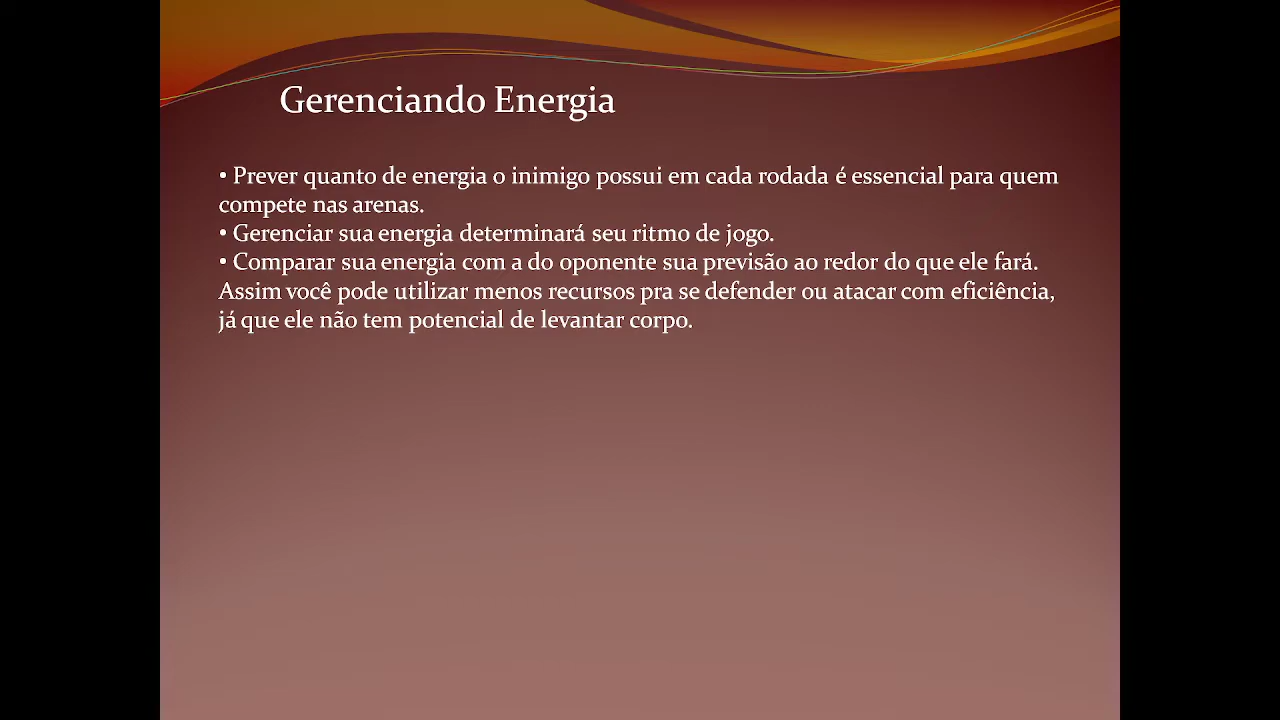 Gerenciando Energia
• Prever quanto de energia o inimigo possui em cada rodada é essencial para quem
compete nas arenas.
• Gerenciar sua energia determinará seu ritmo de jogo.
• Comparar sua energia com a do oponente sua previsão ao redor do que ele fará.
Assim você pode utilizar menos recursos pra se defender ou atacar com eficiência,
já que ele não tem potencial de levantar corpo.